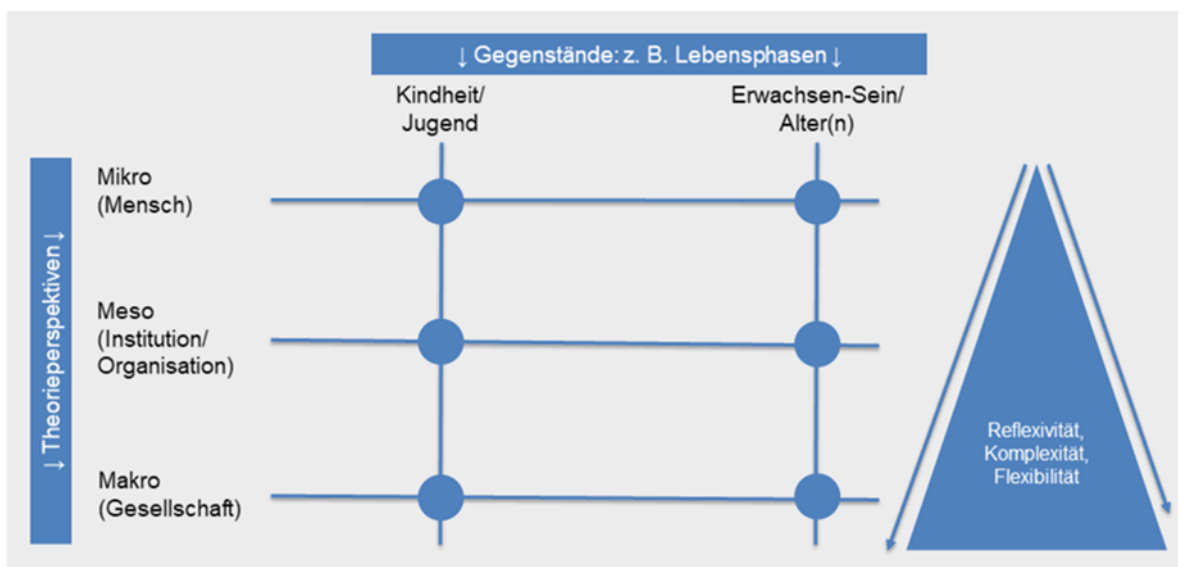 ↓ Gegenstände: z. B. Lebensphasen ↓
Kindheit/
Jugend
Erwachsen-Sein/
Alter(n)
↓ Theorieperspektiven ↓
Mikro
(Mensch)
Meso
(Institution/
Organisation)
Makro
(Gesellschaft)
Reflexivität,
Komplexität,
Flexibilität